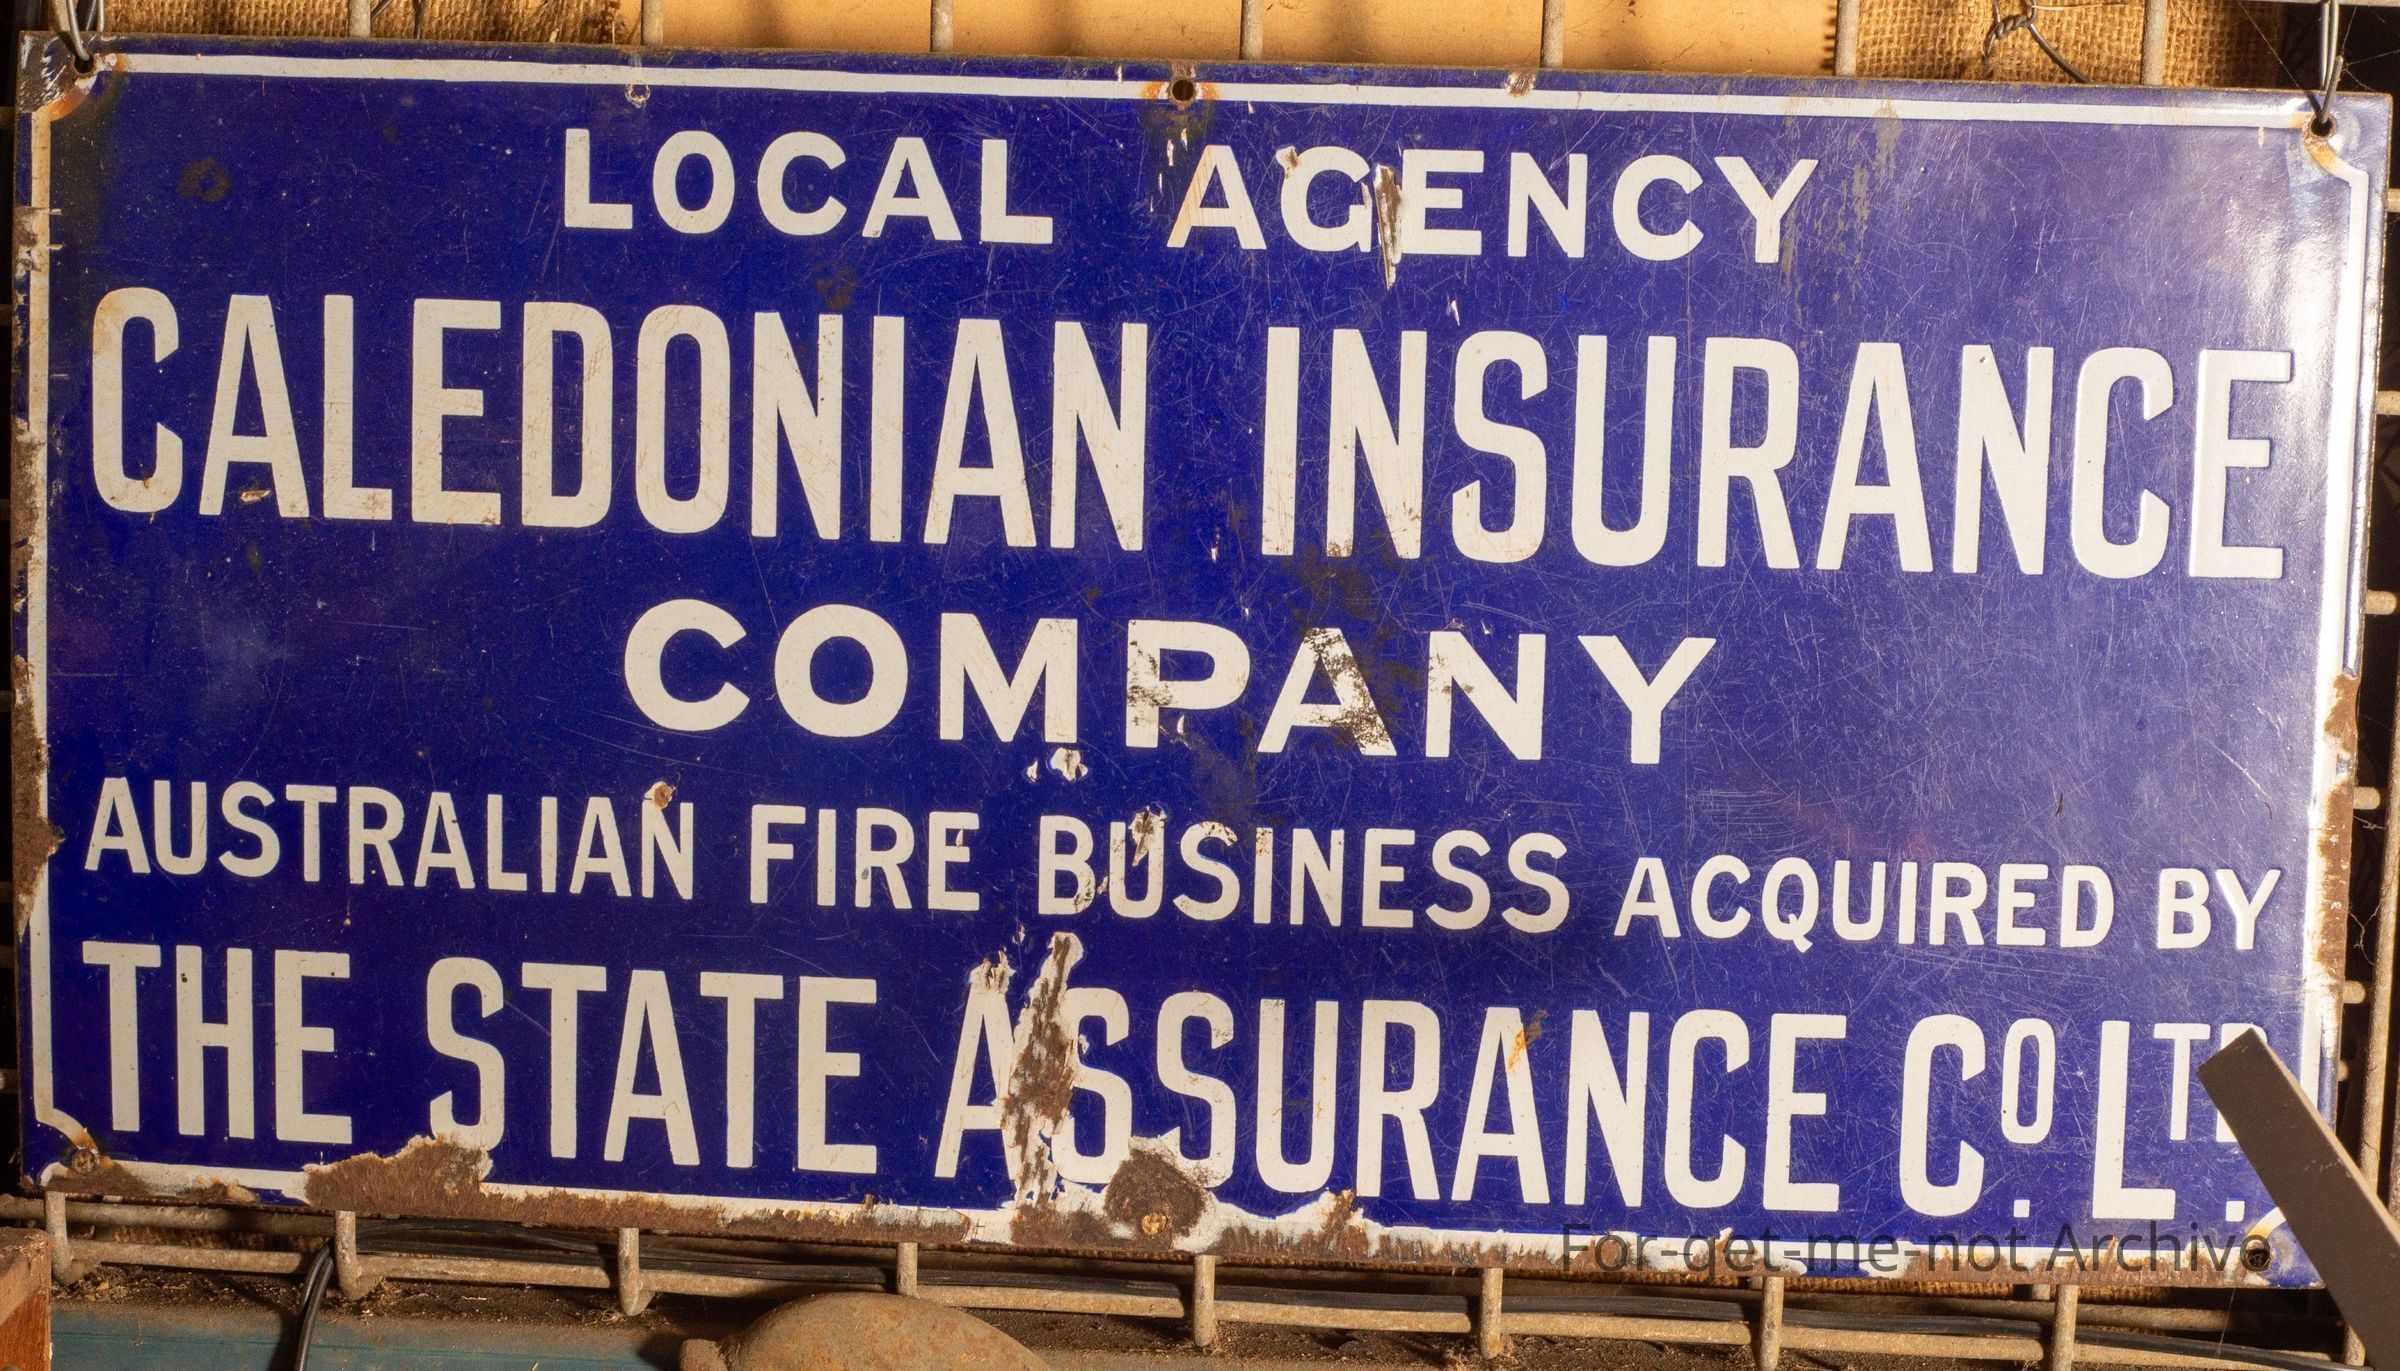 LOCAL AGENCY
CALEDONIAN INSURANCE
COMPANY
AUSTRALIAN FIRE BUSINESS ACQUIRED BY
THE STATE ASSURANCE Co. LTD.
For-get-me-not Archive